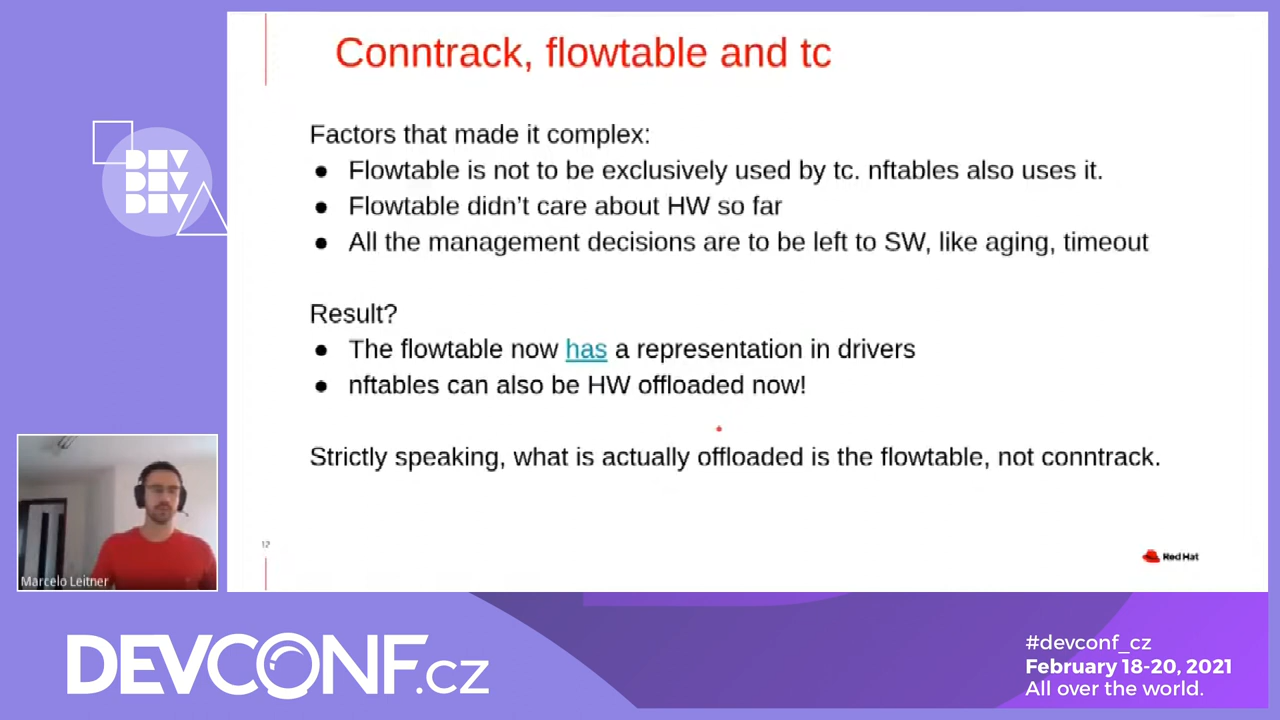 Conntrack, flowtable and tc
Factors that made it complex:
● Flowtable is not to be exclusively used by tc. nftables also uses it.
● Flowtable didn't care about HW so far
● All the management decisions are to be left to SW, like aging, timeout
Result?
● The flowtable now has a representation in drivers
● nftables can also be HW offloaded now!
Strictly speaking, what is actually offloaded is the flowtable, not conntrack.
12
Red Hat
DEV
DEV
DEV
Marcelo Leitner
DEVCONF.cz
#devconf_cz
February 18-20, 2021
All over the world.